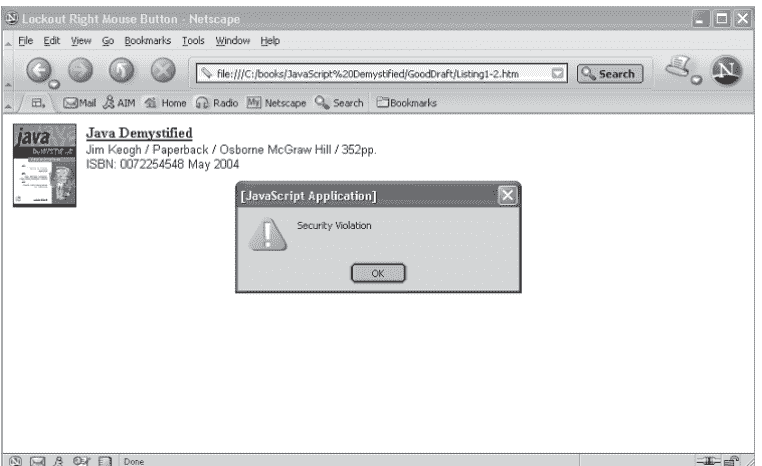 Lockout Right Mouse Button - Netscape
File Edit View Go Bookmarks Tools Window Help
file:///C:/books/JavaScript%20Demystified/GoodDraft/Listing1-2.htm Search N
Mail AIM Home My Radio Netscape Search Bookmarks
java
Java Demystified
Jim Keogh / Paperback / Osborne McGraw Hill / 352pp.
ISBN: 0072254548 May 2004
[JavaScript Application]
Security Violation
OK
Done